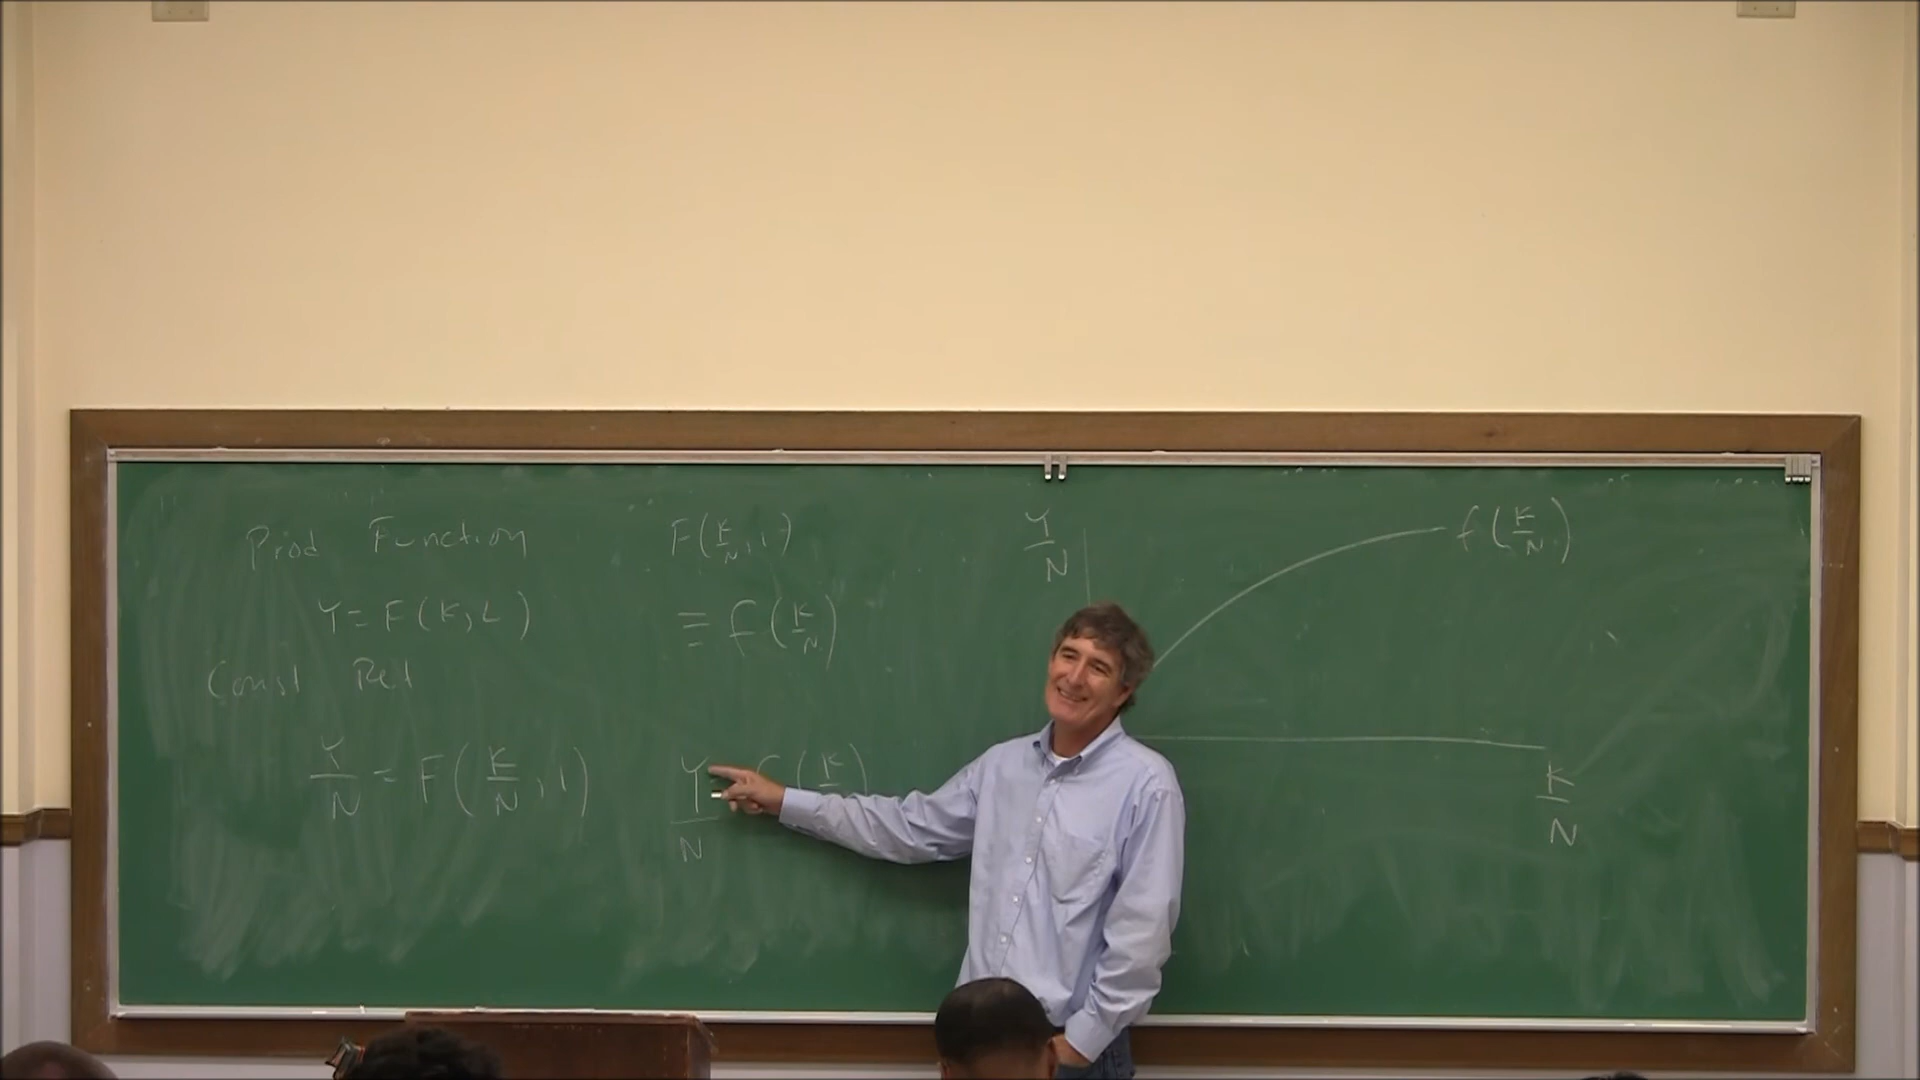 Prod Function
Y = F(K, L)
Const Ret
Y/N = F(K/N, 1)
F(K/N, 1)
≡ f(K/N)
Y/N = f(K/
Y/N
f(K/N)
K/N